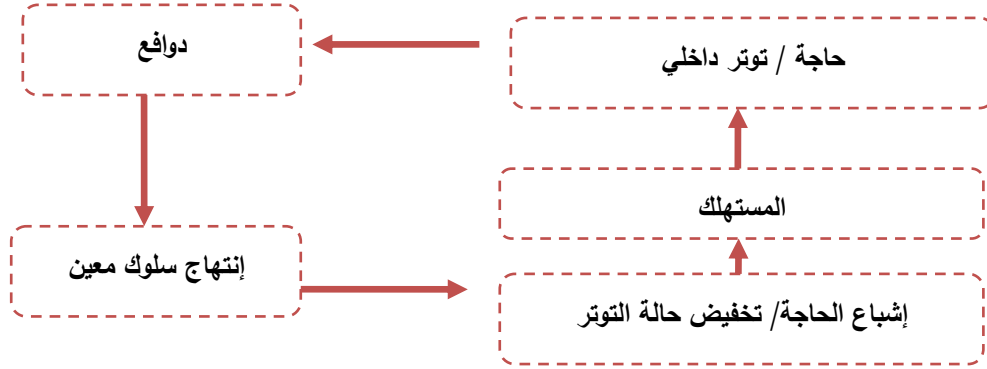 حاجة / توتر داخلي
دوافع
المستهلك
إنتهاج سلوك معين
إشباع الحاجة/ تخفيض حالة التوتر